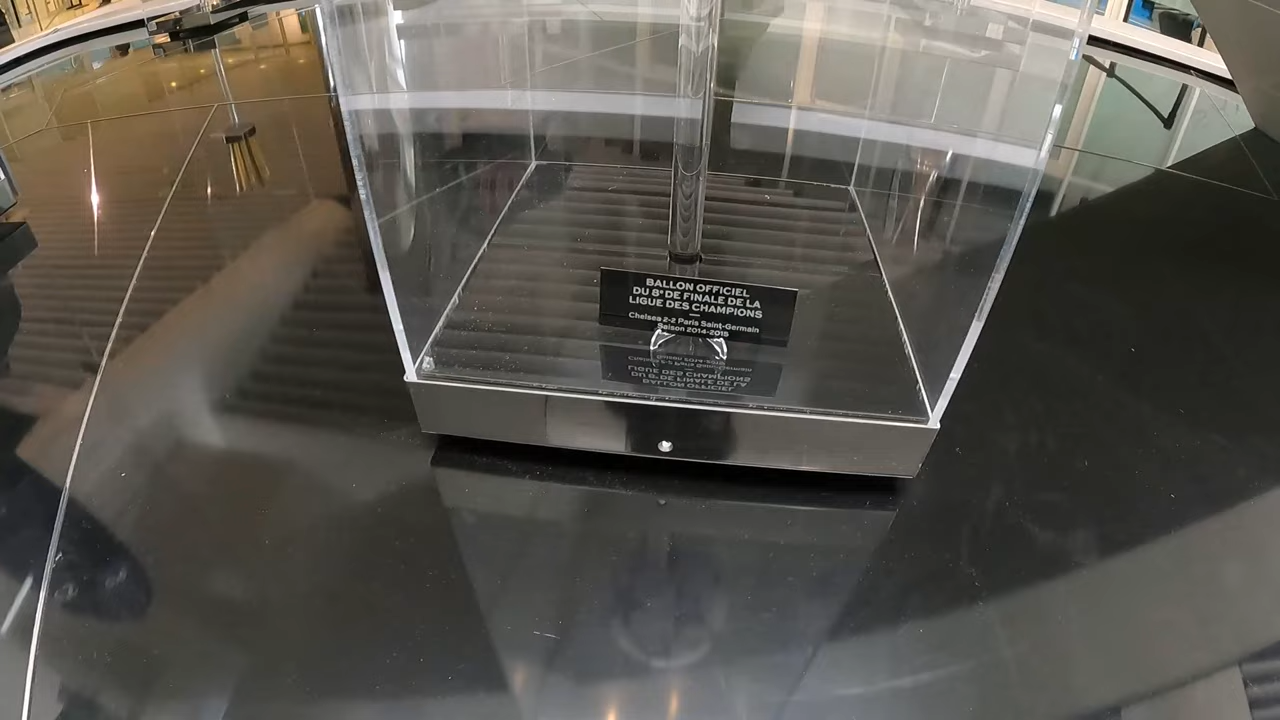 BALLON OFFICIEL
DU 8ᵉ DE FINALE DE LA
LIGUE DES CHAMPIONS
—
Chelsea 2-2 Paris Saint-Germain
Saison 2014-2015